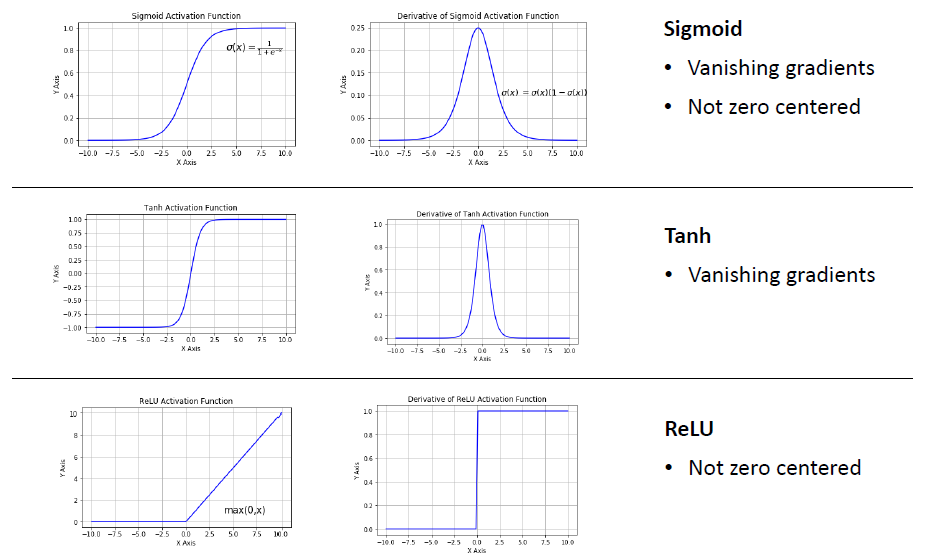 Sigmoid Activation Function
σ(x) = 1/(1 + e^-x)
Y Axis
1.0
0.8
0.6
0.4
0.2
0.0
−10.0 −7.5 −5.0 −2.5 0.0 2.5 5.0 7.5 10.0
X Axis
Derivative of Sigmoid Activation Function
σ(x) = σ(x)(1 − σ(x))
Y Axis
0.25
0.20
0.15
0.10
0.05
0.00
−10.0 −7.5 −5.0 −2.5 0.0 2.5 5.0 7.5 10.0
X Axis
Sigmoid
• Vanishing gradients
• Not zero centered
Tanh Activation Function
Y Axis
1.00
0.75
0.50
0.25
0.00
−0.25
−0.50
−0.75
−1.00
−10.0 −7.5 −5.0 −2.5 0.0 2.5 5.0 7.5 10.0
X Axis
Derivative of Tanh Activation Function
Y Axis
1.0
0.8
0.6
0.4
0.2
0.0
−10.0 −7.5 −5.0 −2.5 0.0 2.5 5.0 7.5 10.0
X Axis
Tanh
• Vanishing gradients
ReLU Activation Function
Y Axis
10
8
6
4
2
0
max(0,x)
−10.0 −7.5 −5.0 −2.5 0.0 2.5 5.0 7.5 10.0
X Axis
Derivative of ReLU Activation Function
Y Axis
1.0
0.8
0.6
0.4
0.2
0.0
−10.0 −7.5 −5.0 −2.5 0.0 2.5 5.0 7.5 10.0
X Axis
ReLU
• Not zero centered